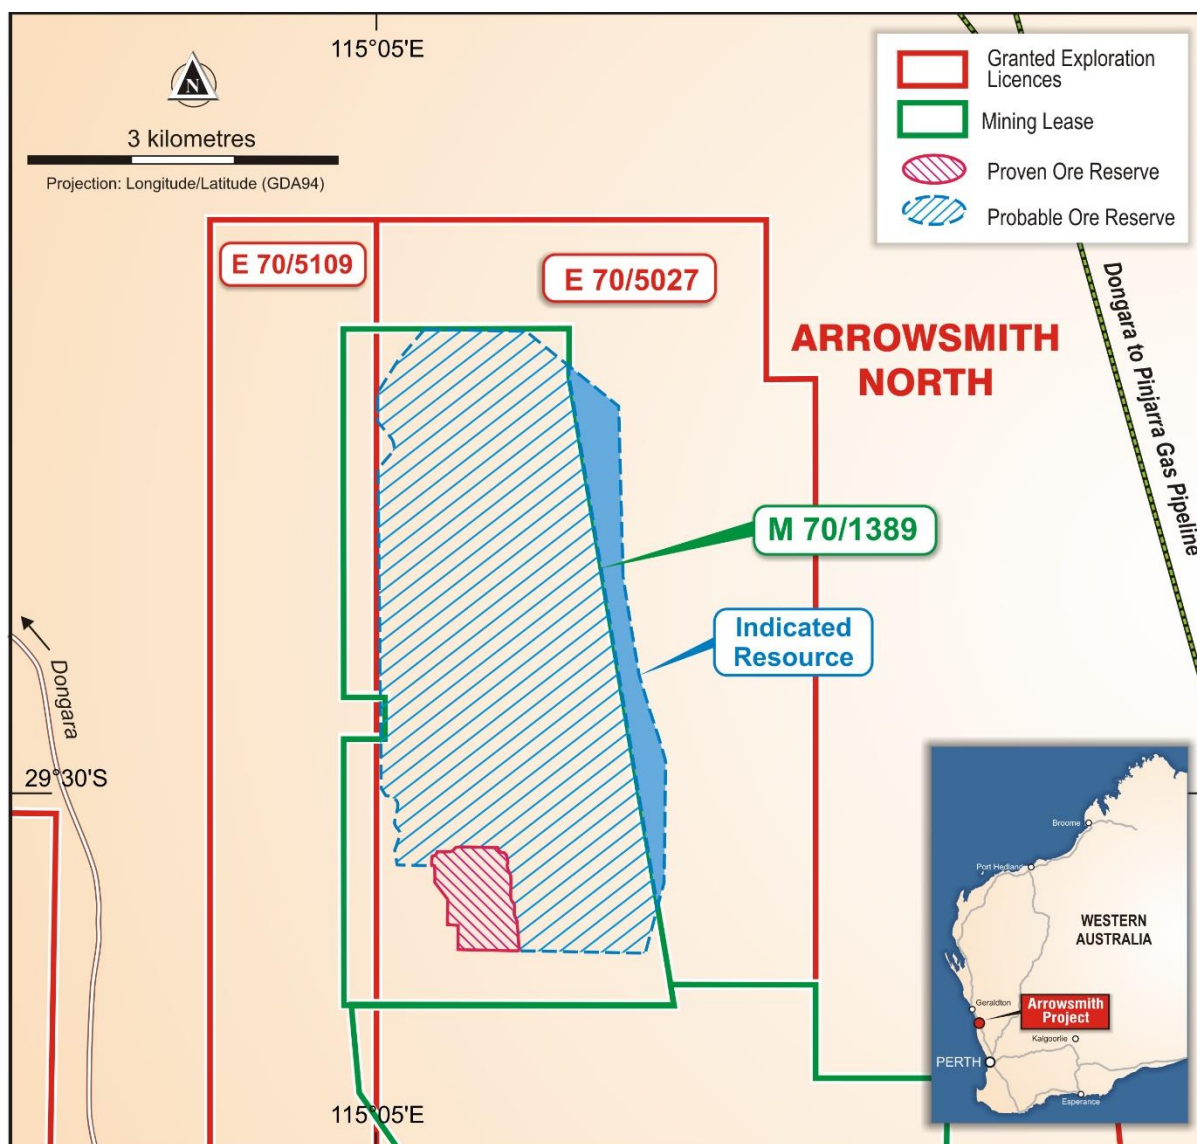 115°05'E
N
3 kilometres
Projection: Longitude/Latitude (GDA94)
Granted Exploration
Licences
Mining Lease
Proven Ore Reserve
Probable Ore Reserve
E 70/5109
E 70/5027
ARROWSMITH
NORTH
Dongara to Pinjarra Gas Pipeline
M 70/1389
Indicated
Resource
Dongara
29°30'S
Broome
Port Hedland
WESTERN
AUSTRALIA
Geraldton
Arrowsmith
Project
Kalgoorlie
PERTH
Esperance
115°05'E